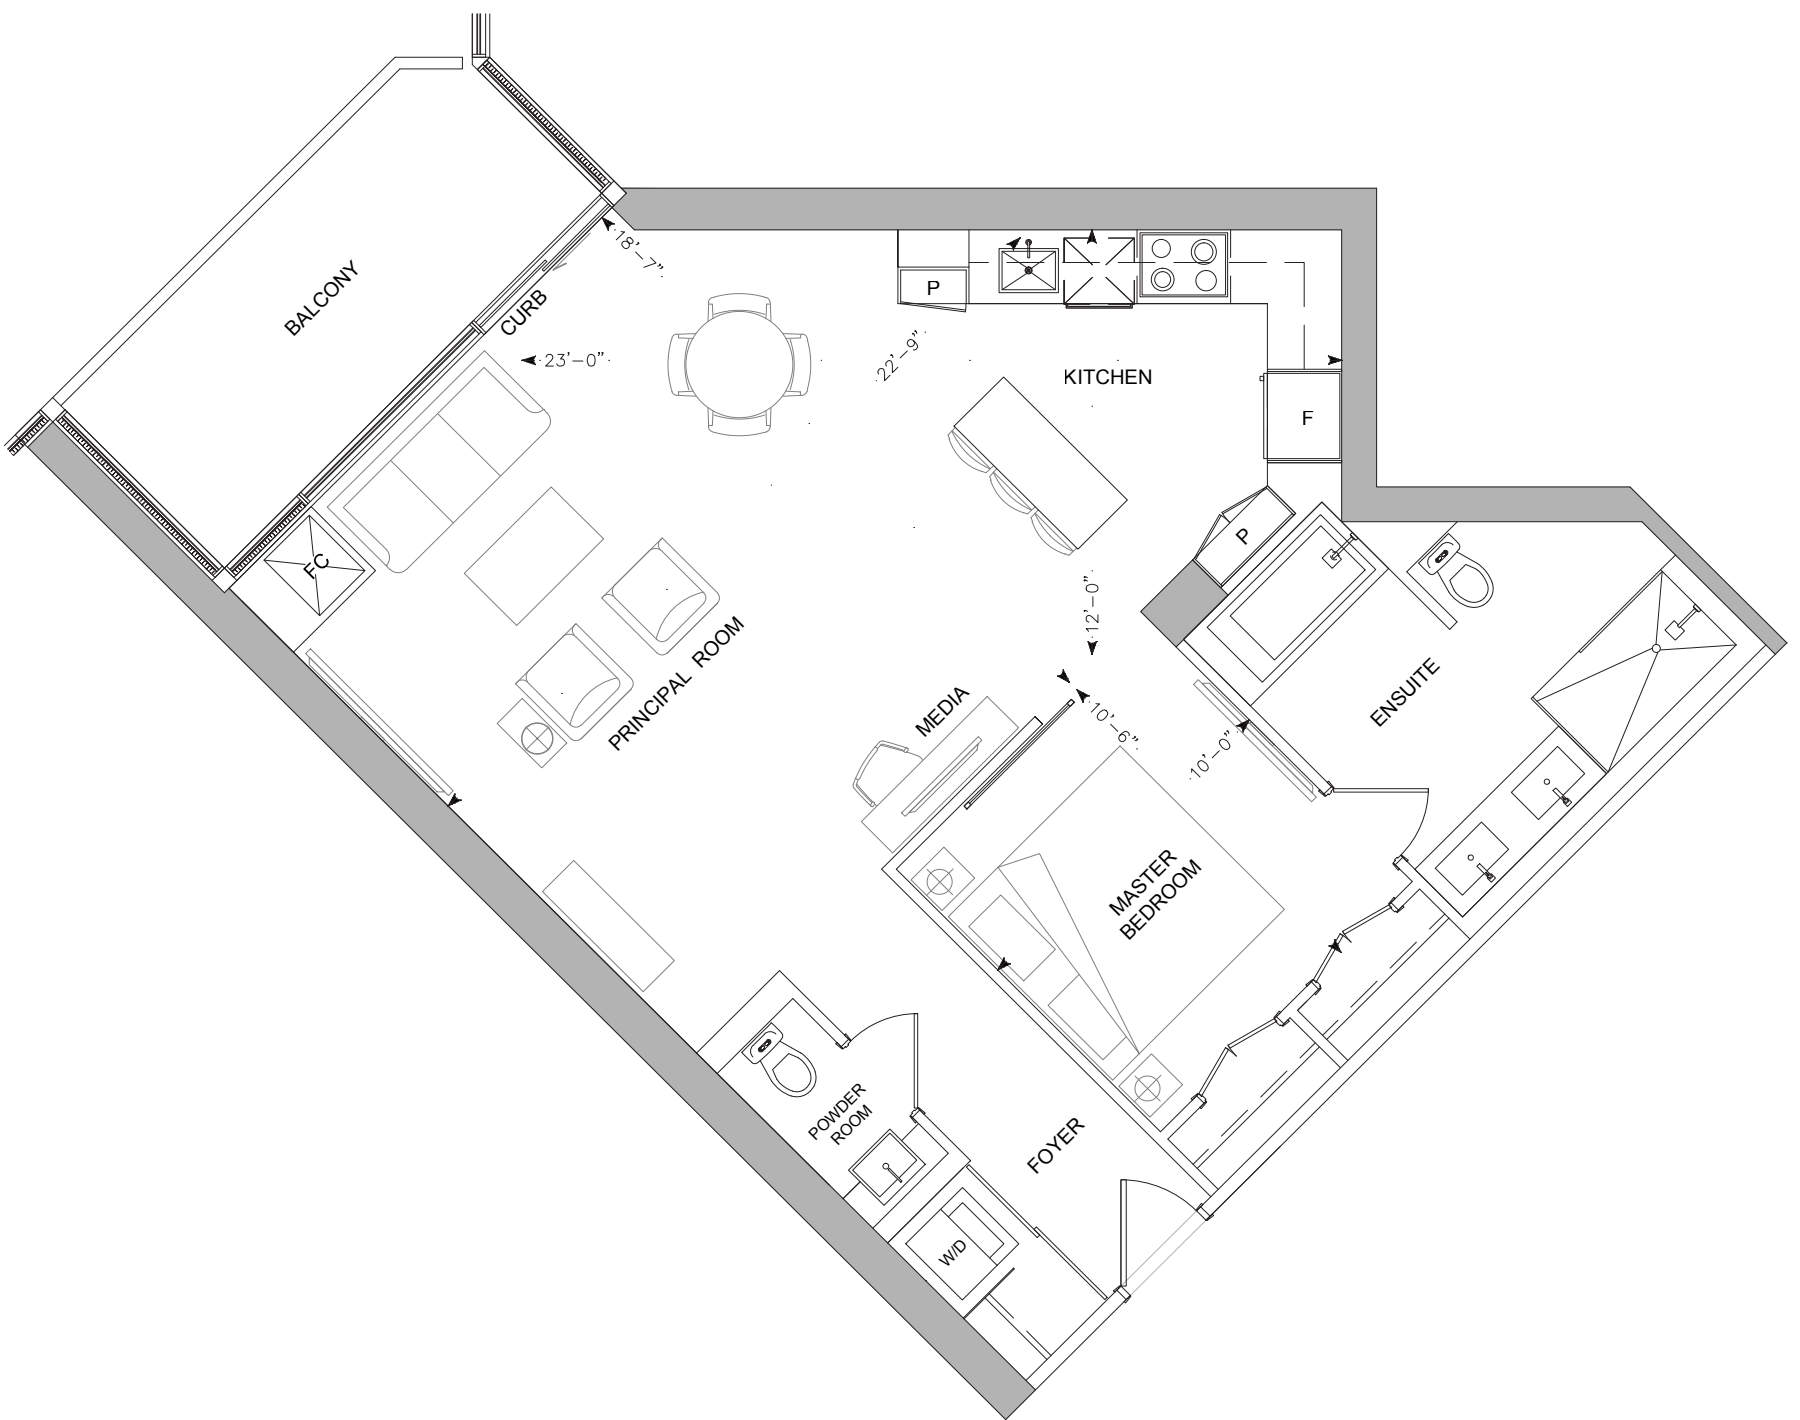 BALCONY
CURB
18'-7"
23'-0"
22'-9"
P
KITCHEN
F
P
FC
12'-0"
PRINCIPAL ROOM
MEDIA
10'-6"
10'-0"
ENSUITE
MASTER
BEDROOM
POWDER
ROOM
FOYER
W/D